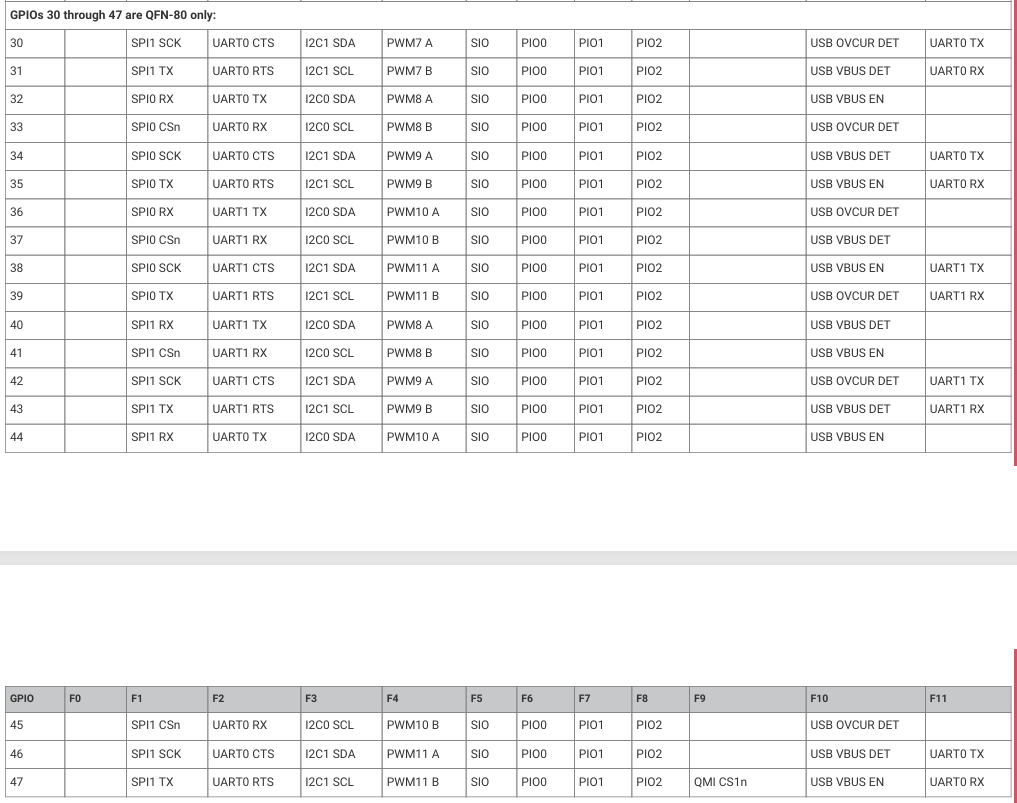 GPIOs 30 through 47 are QFN-80 only:
30 SPI1 SCK UART0 CTS I2C1 SDA PWM7 A SIO PIO0 PIO1 PIO2 USB OVCUR DET UART0 TX
31 SPI1 TX UART0 RTS I2C1 SCL PWM7 B SIO PIO0 PIO1 PIO2 USB VBUS DET UART0 RX
32 SPI0 RX UART0 TX I2C0 SDA PWM8 A SIO PIO0 PIO1 PIO2 USB VBUS EN
33 SPI0 CSn UART0 RX I2C0 SCL PWM8 B SIO PIO0 PIO1 PIO2 USB OVCUR DET
34 SPI0 SCK UART0 CTS I2C1 SDA PWM9 A SIO PIO0 PIO1 PIO2 USB VBUS DET UART0 TX
35 SPI0 TX UART0 RTS I2C1 SCL PWM9 B SIO PIO0 PIO1 PIO2 USB VBUS EN UART0 RX
36 SPI0 RX UART1 TX I2C0 SDA PWM10 A SIO PIO0 PIO1 PIO2 USB OVCUR DET
37 SPI0 CSn UART1 RX I2C0 SCL PWM10 B SIO PIO0 PIO1 PIO2 USB VBUS DET
38 SPI0 SCK UART1 CTS I2C1 SDA PWM11 A SIO PIO0 PIO1 PIO2 USB VBUS EN UART1 TX
39 SPI0 TX UART1 RTS I2C1 SCL PWM11 B SIO PIO0 PIO1 PIO2 USB OVCUR DET UART1 RX
40 SPI1 RX UART1 TX I2C0 SDA PWM8 A SIO PIO0 PIO1 PIO2 USB VBUS DET
41 SPI1 CSn UART1 RX I2C0 SCL PWM8 B SIO PIO0 PIO1 PIO2 USB VBUS EN
42 SPI1 SCK UART1 CTS I2C1 SDA PWM9 A SIO PIO0 PIO1 PIO2 USB OVCUR DET UART1 TX
43 SPI1 TX UART1 RTS I2C1 SCL PWM9 B SIO PIO0 PIO1 PIO2 USB VBUS DET UART1 RX
44 SPI1 RX UART0 TX I2C0 SDA PWM10 A SIO PIO0 PIO1 PIO2 USB VBUS EN
GPIO F0 F1 F2 F3 F4 F5 F6 F7 F8 F9 F10 F11
45 SPI1 CSn UART0 RX I2C0 SCL PWM10 B SIO PIO0 PIO1 PIO2 USB OVCUR DET
46 SPI1 SCK UART0 CTS I2C1 SDA PWM11 A SIO PIO0 PIO1 PIO2 USB VBUS DET UART0 TX
47 SPI1 TX UART0 RTS I2C1 SCL PWM11 B SIO PIO0 PIO1 PIO2 QMI CS1n USB VBUS EN UART0 RX